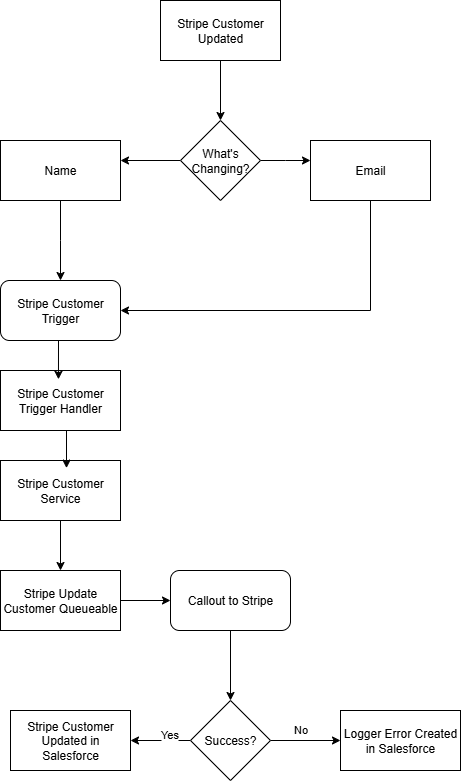 Stripe Customer
Updated
What's
Changing?
Name
Email
Stripe Customer
Trigger
Stripe Customer
Trigger Handler
Stripe Customer
Service
Stripe Update
Customer Queueable
Callout to Stripe
Stripe Customer
Updated in
Salesforce
Yes
Success?
No
Logger Error Created
in Salesforce